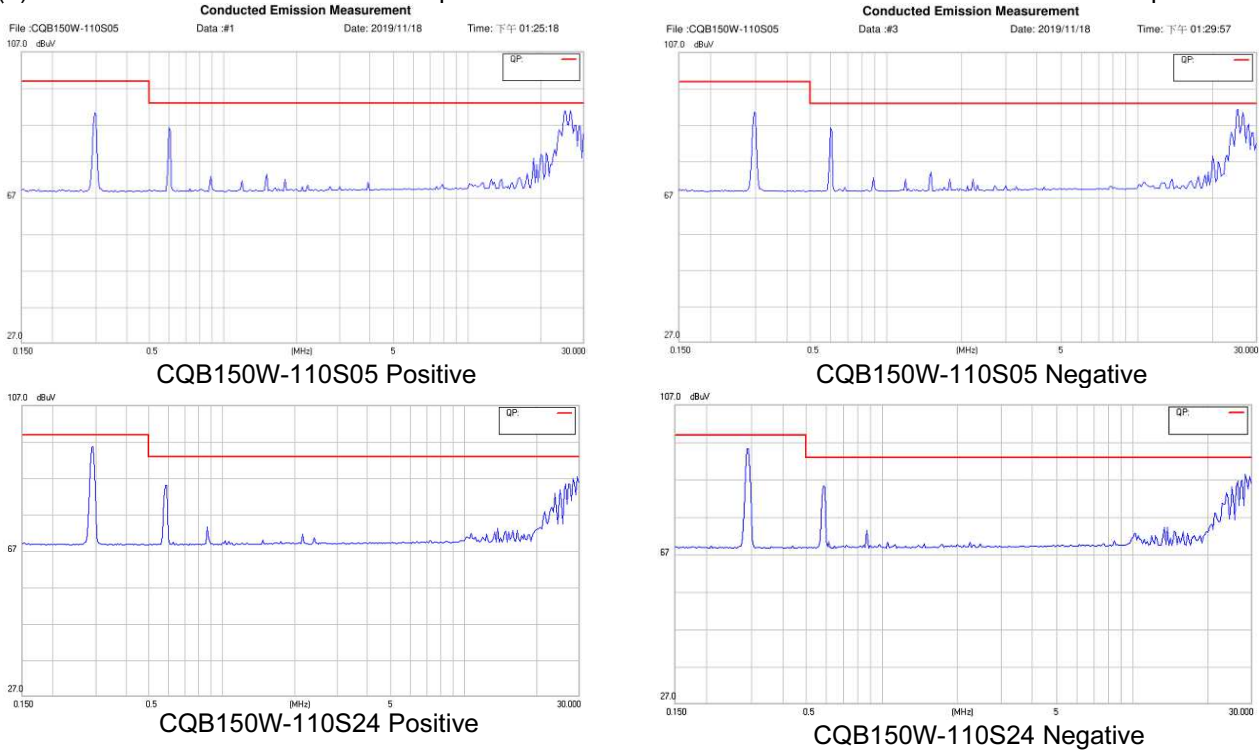 Conducted Emission Measurement
File :CQB150W-110S05 Data :#1 Date: 2019/11/18 Time: 下午 01:25:18
107.0 dBuV
QP:
67
27.0
0.150 0.5 (MHz) 5 30.000
CQB150W-110S05 Positive
Conducted Emission Measurement
File :CQB150W-110S05 Data :#3 Date: 2019/11/18 Time: 下午 01:29:57
107.0 dBuV
QP:
67
27.0
0.150 0.5 (MHz) 5 30.000
CQB150W-110S05 Negative
107.0 dBuV
QP:
67
27.0
0.150 0.5 (MHz) 5 30.000
CQB150W-110S24 Positive
107.0 dBuV
QP:
67
27.0
0.150 0.5 (MHz) 5 30.000
CQB150W-110S24 Negative